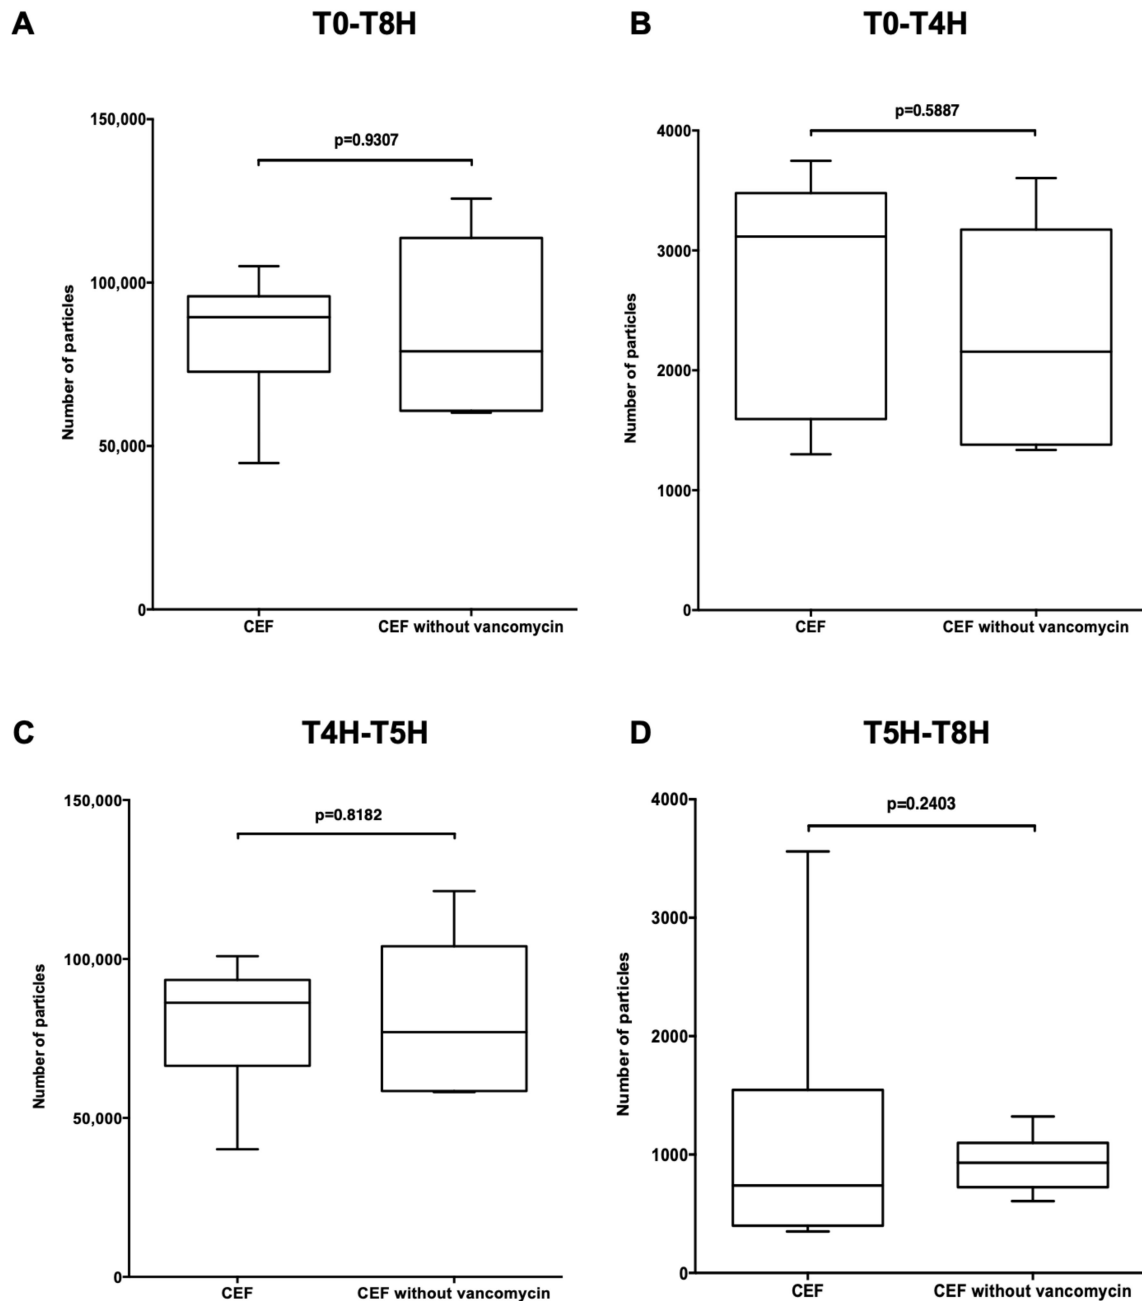 A
T0-T8H
Number of particles
150,000
100,000
50,000
0
p=0.9307
CEF
CEF without vancomycin
B
T0-T4H
Number of particles
4000
3000
2000
1000
0
p=0.5887
CEF
CEF without vancomycin
C
T4H-T5H
Number of particles
150,000
100,000
50,000
0
p=0.8182
CEF
CEF without vancomycin
D
T5H-T8H
Number of particles
4000
3000
2000
1000
0
p=0.2403
CEF
CEF without vancomycin